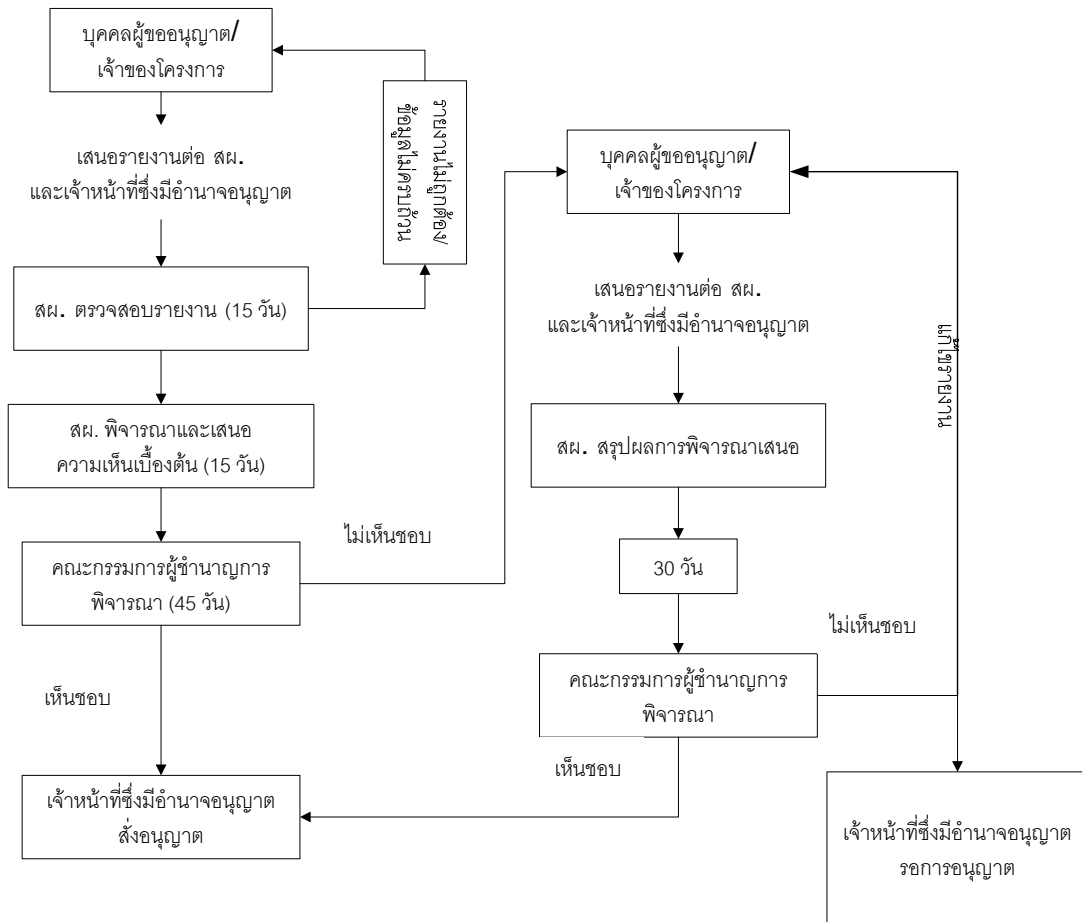 บุคคลผู้ขออนุญาต/
เจ้าของโครงการ
รายงานไม่ถูกต้อง/
ข้อมูลไม่ครบถ้วน
เสนอรายงานต่อ สผ.
และเจ้าหน้าที่ซึ่งมีอำนาจอนุญาต
สผ. ตรวจสอบรายงาน (15 วัน)
สผ. พิจารณาและเสนอ
ความเห็นเบื้องต้น (15 วัน)
คณะกรรมการผู้ชำนาญการ
พิจารณา (45 วัน)
ไม่เห็นชอบ
เห็นชอบ
เจ้าหน้าที่ซึ่งมีอำนาจอนุญาต
สั่งอนุญาต
บุคคลผู้ขออนุญาต/
เจ้าของโครงการ
เสนอรายงานต่อ สผ.
และเจ้าหน้าที่ซึ่งมีอำนาจอนุญาต
สผ. สรุปผลการพิจารณาเสนอ
30 วัน
คณะกรรมการผู้ชำนาญการ
พิจารณา
เห็นชอบ
ไม่เห็นชอบ
แก้ไขรายงาน
เจ้าหน้าที่ซึ่งมีอำนาจอนุญาต
รอการอนุญาต